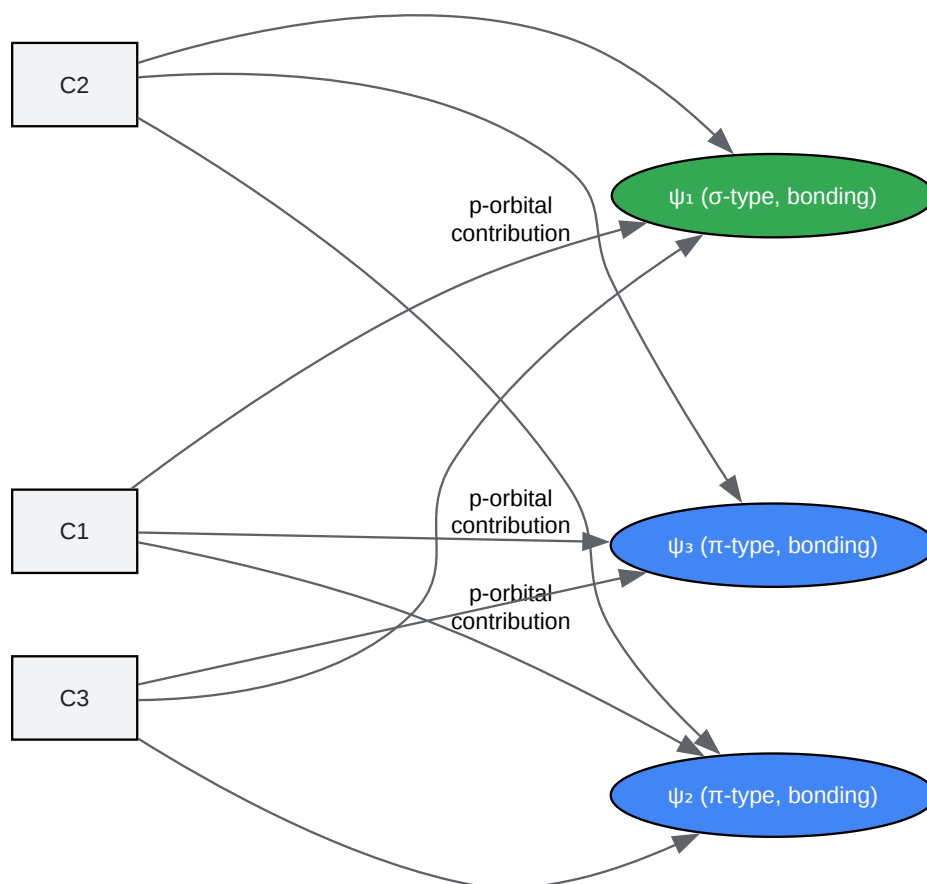 C2
ψ₁ (σ-type, bonding)
p-orbital
contribution
C1
p-orbital
contribution
ψ₃ (π-type, bonding)
p-orbital
contribution
C3
ψ₂ (π-type, bonding)